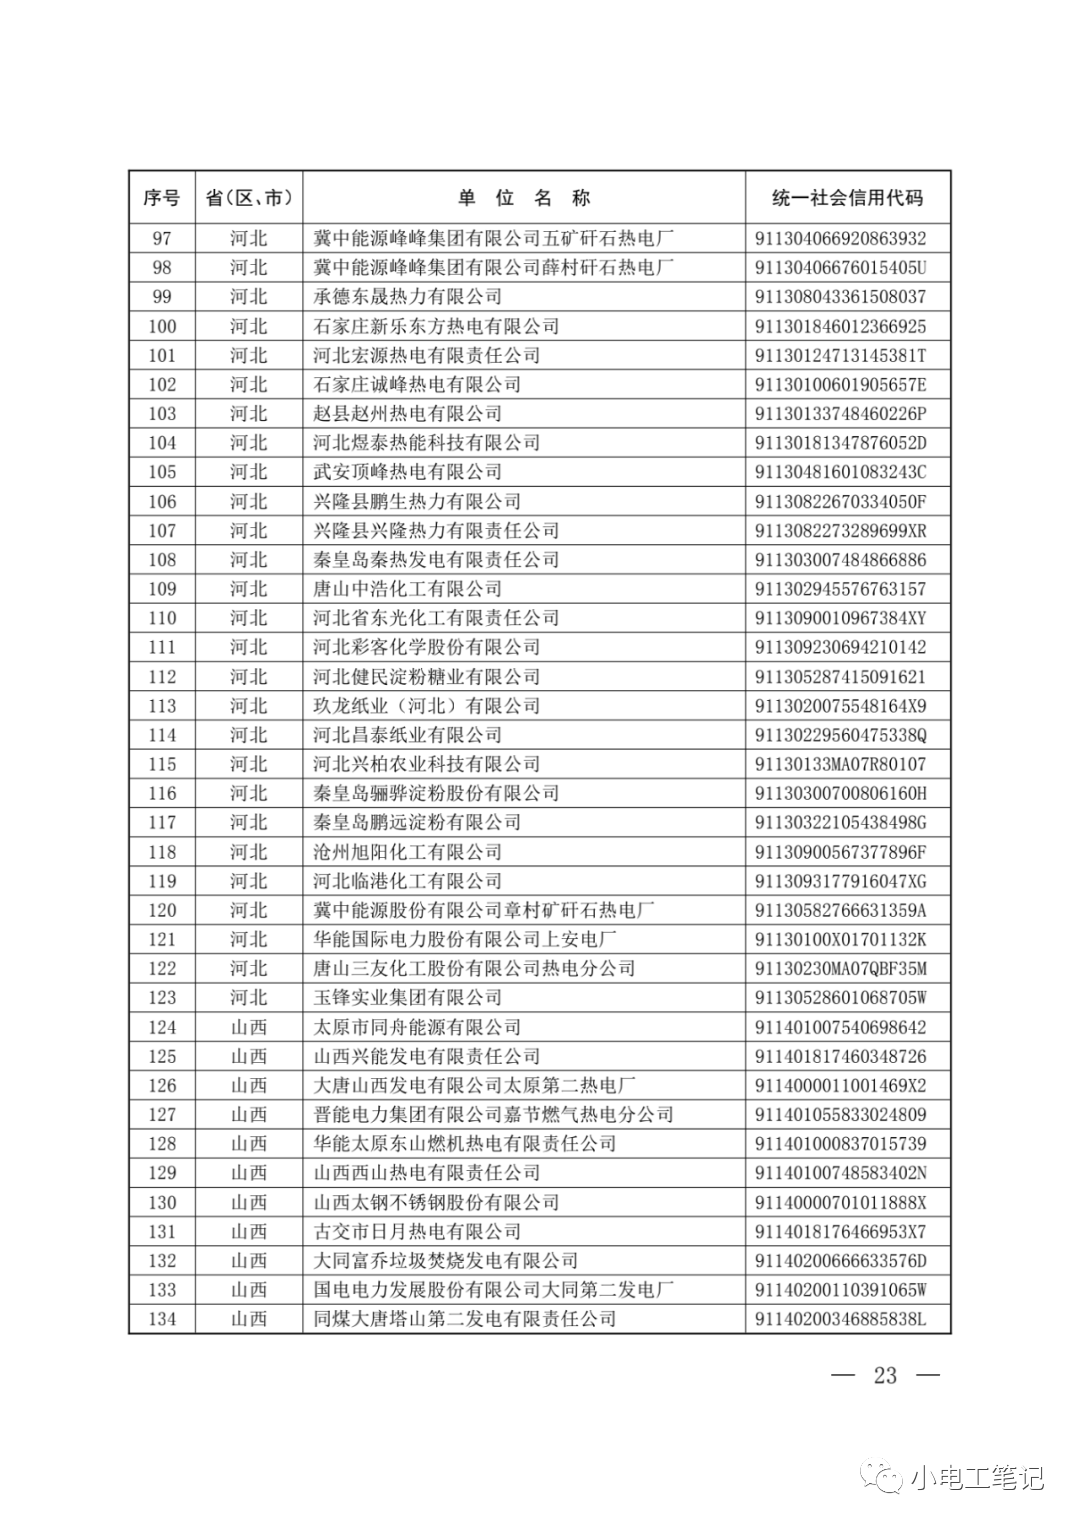 序号 省(区、市) 单 位 名 称 统一社会信用代码
97 河北 冀中能源峰峰集团有限公司五矿矸石热电厂 911304066920863932
98 河北 冀中能源峰峰集团有限公司薛村矸石热电厂 91130406676015405U
99 河北 承德东晟热力有限公司 911308043361508037
100 河北 石家庄新乐东方热电有限公司 911301846012366925
101 河北 河北宏源热电有限责任公司 91130124713145381T
102 河北 石家庄诚峰热电有限公司 91130100601905657E
103 河北 赵县赵州热电有限公司 91130133748460226P
104 河北 河北煜泰热能科技有限公司 91130181347876052D
105 河北 武安顶峰热电有限公司 91130481601083243C
106 河北 兴隆县鹏生热力有限公司 91130822670334050F
107 河北 兴隆县兴隆热力有限责任公司 9113082273289699XR
108 河北 秦皇岛秦热发电有限责任公司 911303007484866886
109 河北 唐山中浩化工有限公司 911302945576763157
110 河北 河北省东光化工有限责任公司 9113090010967384XY
111 河北 河北彩客化学股份有限公司 911309230694210142
112 河北 河北健民淀粉糖业有限公司 911305287415091621
113 河北 玖龙纸业（河北）有限公司 9113020075548164X9
114 河北 河北昌泰纸业有限公司 91130229560475338Q
115 河北 河北兴柏农业科技有限公司 91130133MA07R80107
116 河北 秦皇岛骊骅淀粉股份有限公司 91130300700806160H
117 河北 秦皇岛鹏远淀粉有限公司 91130322105438498G
118 河北 沧州旭阳化工有限公司 91130900567377896F
119 河北 河北临港化工有限公司 9113093177916047XG
120 河北 冀中能源股份有限公司章村矿矸石热电厂 91130582766631359A
121 河北 华能国际电力股份有限公司上安电厂 91130100X01701132K
122 河北 唐山三友化工股份有限公司热电分公司 91130230MA07QBF35M
123 河北 玉锋实业集团有限公司 91130528601068705W
124 山西 太原市同舟能源有限公司 911401007540698642
125 山西 山西兴能发电有限责任公司 911401817460348726
126 山西 大唐山西发电有限公司太原第二热电厂 9114000011001469X2
127 山西 晋能电力集团有限公司嘉节燃气热电分公司 911401055833024809
128 山西 华能太原东山燃机热电有限责任公司 911401000837015739
129 山西 山西西山热电有限责任公司 91140100748583402N
130 山西 山西太钢不锈钢股份有限公司 91140000701011888X
131 山西 古交市日月热电有限公司 9114018176466953X7
132 山西 大同富乔垃圾焚烧发电有限公司 91140200666633576D
133 山西 国电电力发展股份有限公司大同第二发电厂 91140200110391065W
134 山西 同煤大唐塔山第二发电有限责任公司 91140200346885838L
— 23 —
小电工笔记